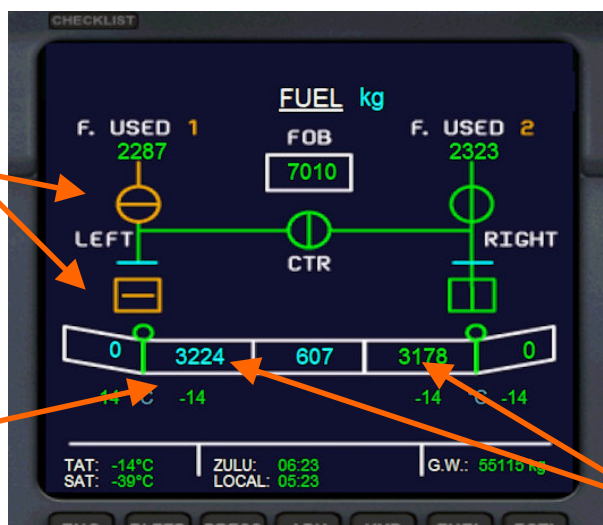 CHECKLIST
FUEL kg
F. USED 1 FOB F. USED 2
2287 7010 2323
LEFT CTR RIGHT
0 3224 607 3178 0
-14 °C -14 -14 °C -14
TAT: -14°C ZULU: 06:23 G.W.: 55115 kg
SAT: -39°C LOCAL: 05:23